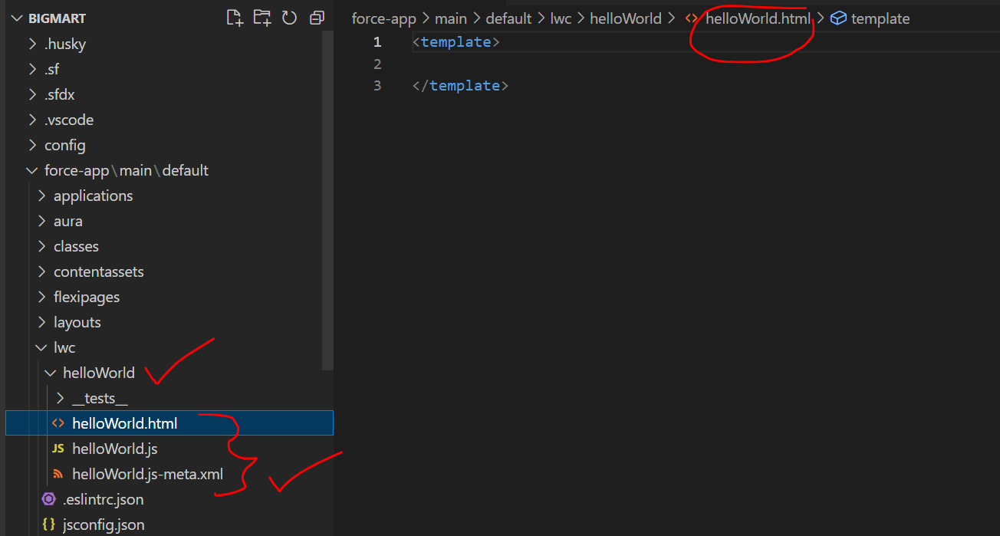 BIGMART
.husky
.sf
.sfdx
.vscode
config
force-app\main\default
applications
aura
classes
contentassets
flexipages
layouts
lwc
helloWorld
__tests__
helloWorld.html
JS helloWorld.js
helloWorld.js-meta.xml
.eslintrc.json
{} jsconfig.json
force-app > main > default > lwc > helloWorld > <> helloWorld.html > template
1 <template>
2
3 </template>